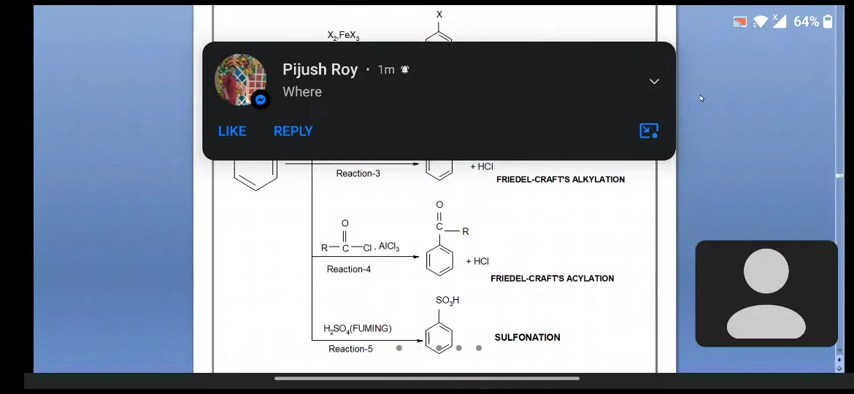 X
64%
X₂,FeX₃
Pijush Roy • 1m
Where
LIKE REPLY
Reaction-3
+ HCl
FRIEDEL-CRAFT'S ALKYLATION
O
O
C R
R C Cl , AlCl₃
+ HCl
Reaction-4
FRIEDEL-CRAFT'S ACYLATION
SO₃H
H₂SO₄(FUMING)
SULFONATION
Reaction-5